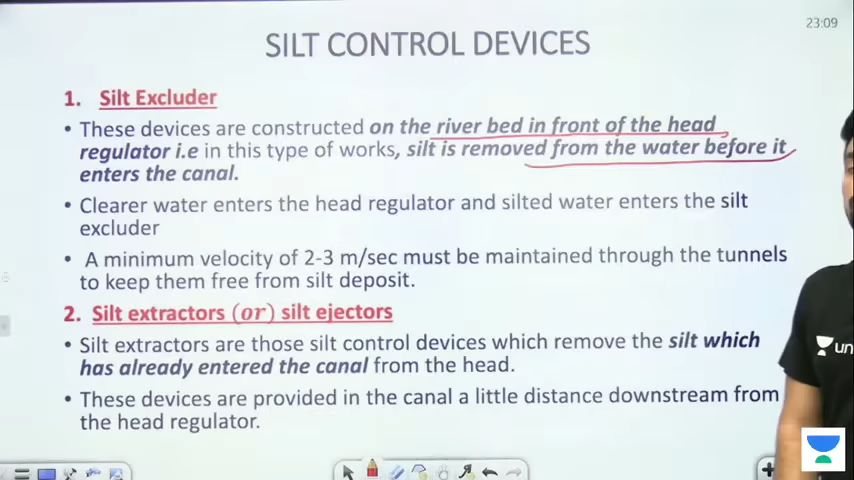 23:09
SILT CONTROL DEVICES
1. Silt Excluder
• These devices are constructed on the river bed in front of the head
regulator i.e in this type of works, silt is removed from the water before it
enters the canal.
• Clearer water enters the head regulator and silted water enters the silt
excluder
• A minimum velocity of 2-3 m/sec must be maintained through the tunnels
to keep them free from silt deposit.
2. Silt extractors (or) silt ejectors
• Silt extractors are those silt control devices which remove the silt which
has already entered the canal from the head.
• These devices are provided in the canal a little distance downstream from
the head regulator.
un